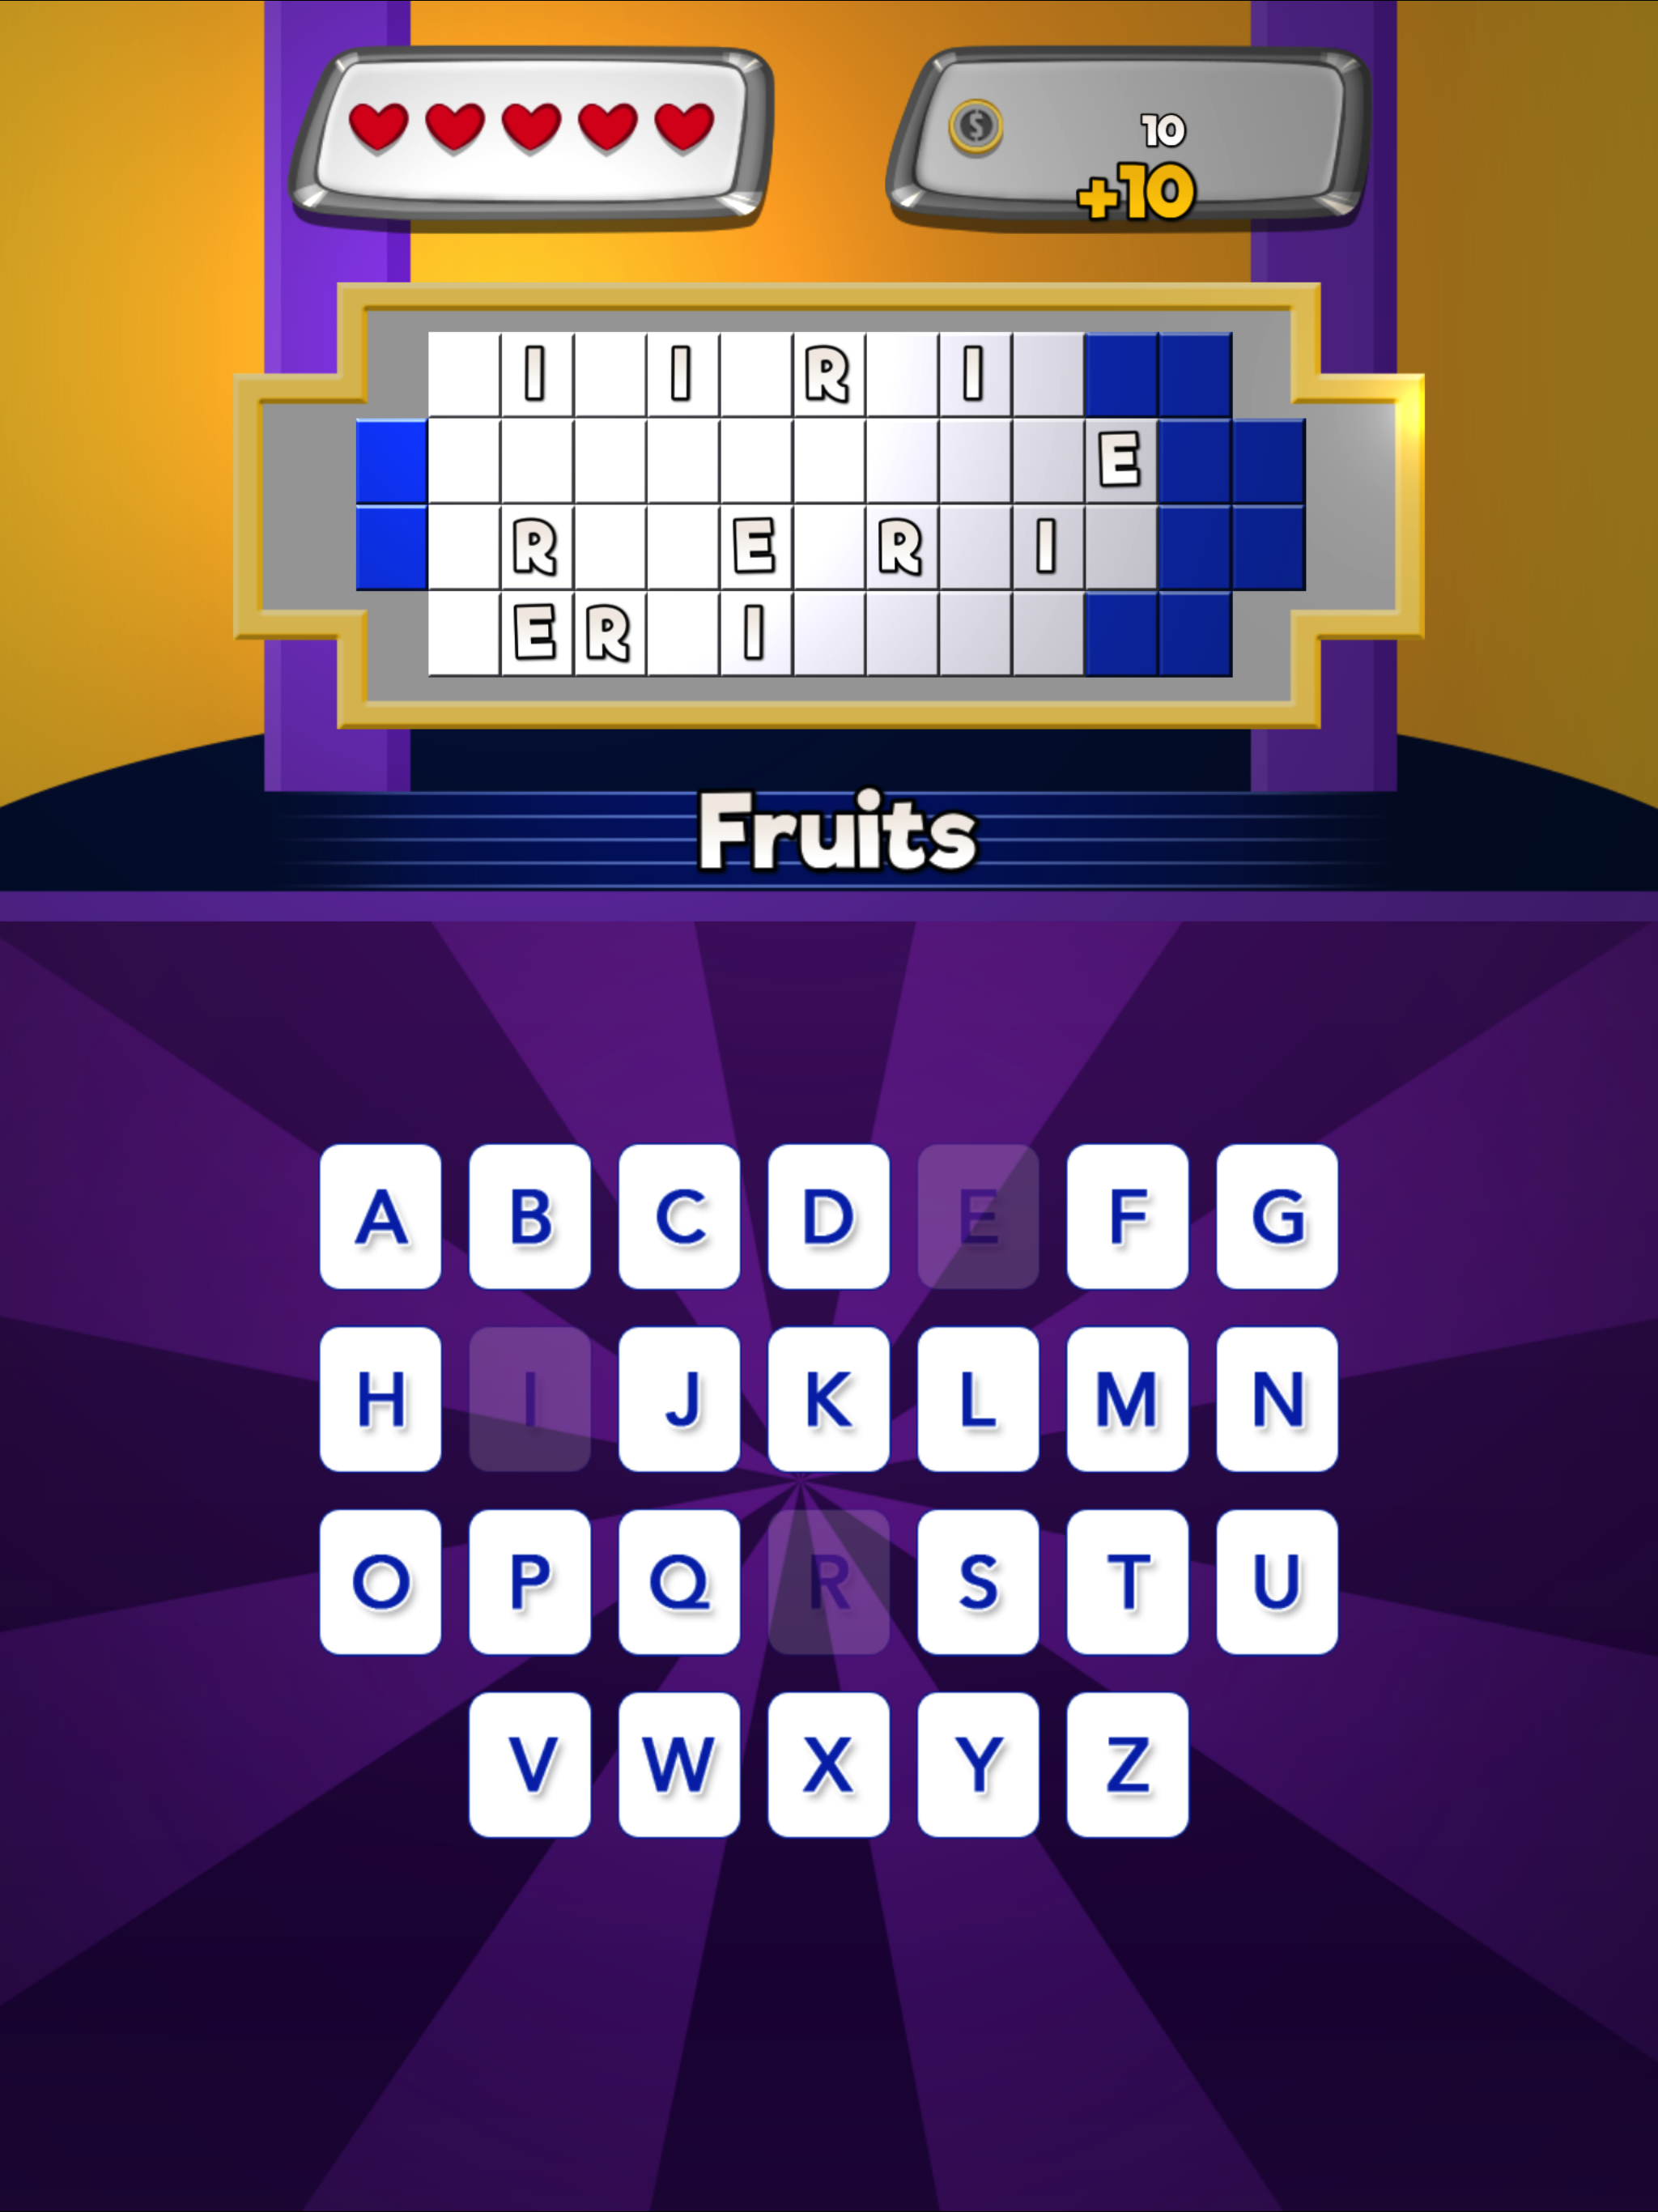 10
+10
I I R I
E
R E R I
E R I
Fruits
A B C D E F G
H I J K L M N
O P Q R S T U
V W X Y Z